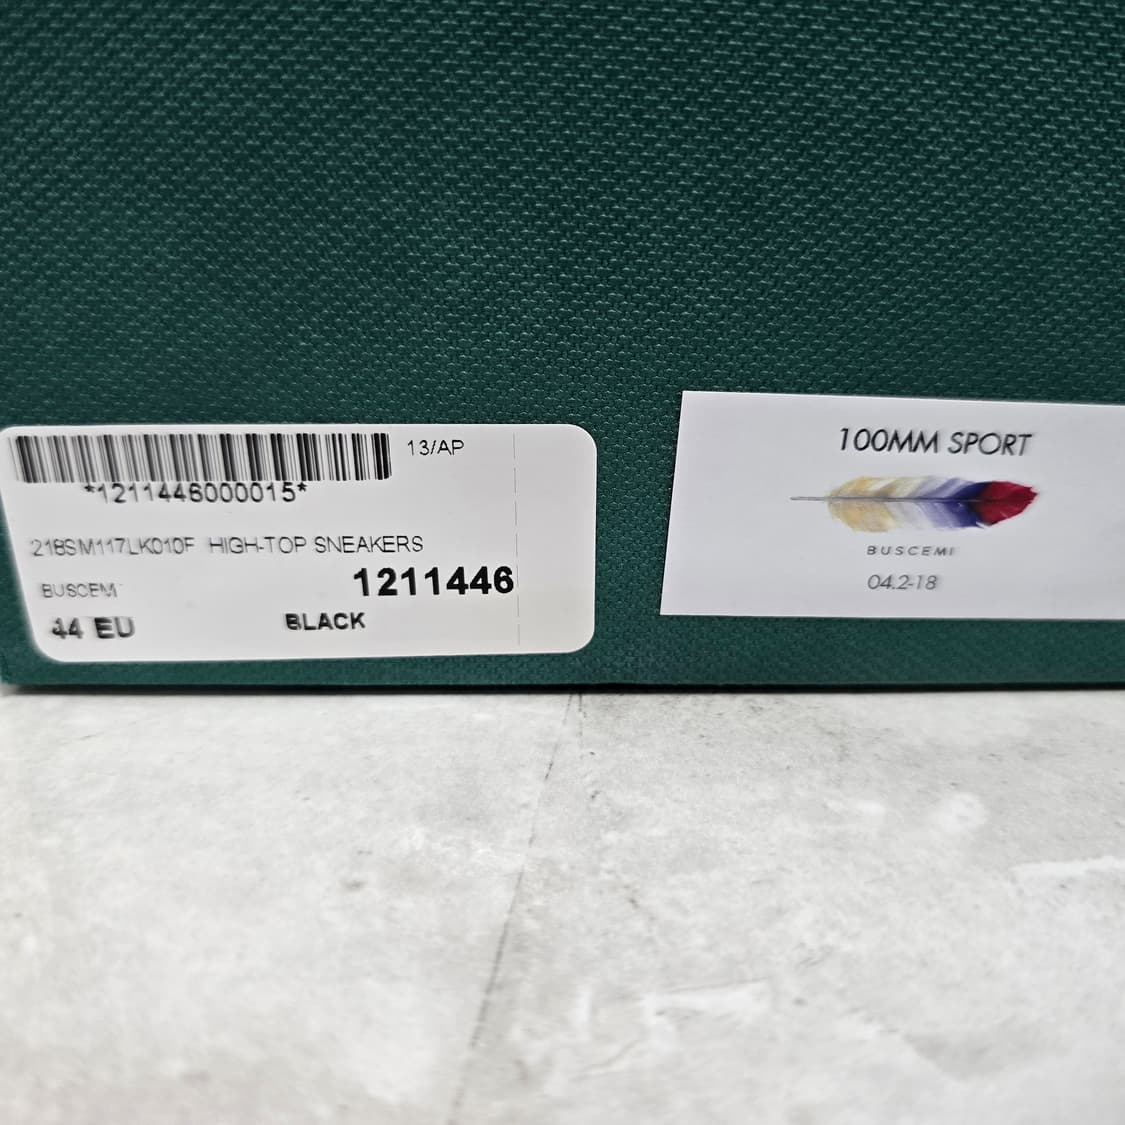 13/AP
*1211446000015*
218SM117LK010F HIGH-TOP SNEAKERS
BUSCEMI
1211446
44 EU
BLACK
100MM SPORT
BUSCEMI
04.2-18